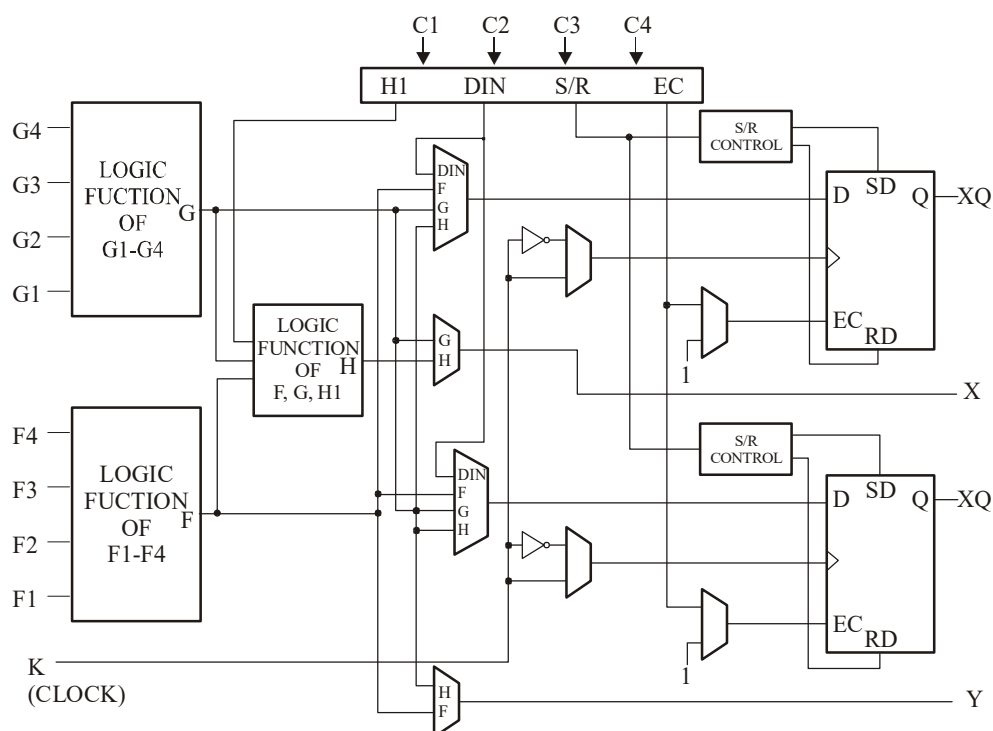 C1 C2 C3 C4
H1 DIN S/R EC
G4
G3
G2
G1
LOGIC
FUCTION
OF
G1-G4
G
DIN
F
G
H
S/R
CONTROL
D SD Q
EC
RD
XQ
1
LOGIC
FUNCTION
OF
F, G, H1
H
G
H
X
F4
F3
F2
F1
LOGIC
FUCTION
OF
F1-F4
F
DIN
F
G
H
S/R
CONTROL
D SD Q
EC
RD
XQ
1
K
(CLOCK)
H
F
Y